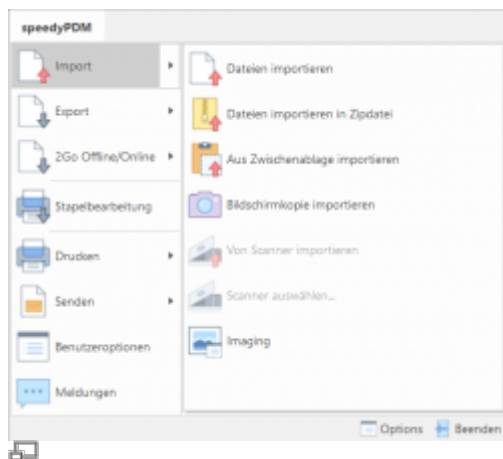 speedyPDM
Import
Export
2Go Offline/Online
Stapelbearbeitung
Drucken
Senden
Benutzeroptionen
Meldungen
Dateien importieren
Dateien importieren in Zipdatei
Aus Zwischenablage importieren
Bildschirmkopie importieren
Von Scanner importieren
Scanner auswählen...
Imaging
Options
Beenden